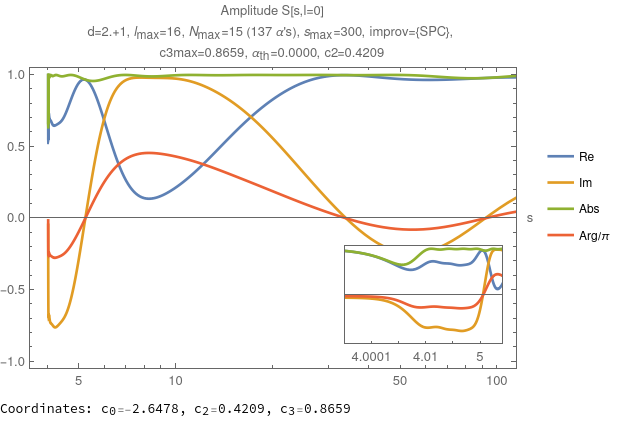 Amplitude S[s,l=0]
d=2.+1, lmax=16, Nmax=15 (137 α's), smax=300, improv={SPC},
c3max=0.8659, αth=0.0000, c2=0.4209
1.0
0.5
0.0
−0.5
−1.0
s
Re
Im
Abs
Arg/π
4.0001 4.01 5
5 10 50 100
Coordinates: c0=-2.6478, c2=0.4209, c3=0.8659